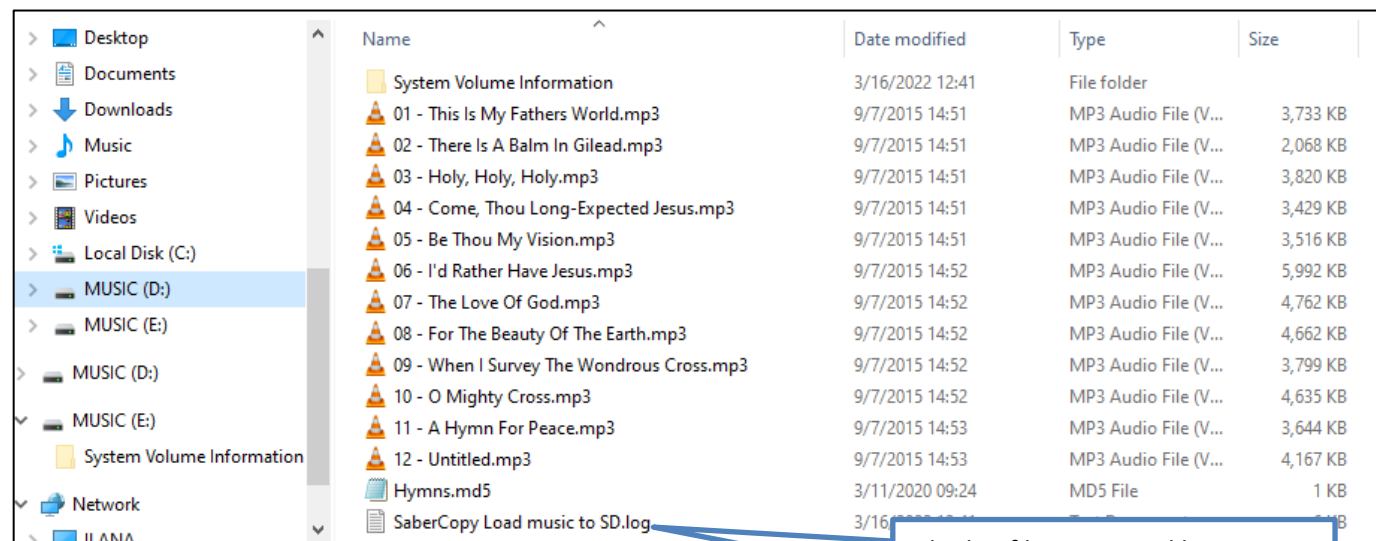 Desktop
Documents
Downloads
Music
Pictures
Videos
Local Disk (C:)
MUSIC (D:)
MUSIC (E:)
MUSIC (D:)
MUSIC (E:)
System Volume Information
Network
Name Date modified Type Size
System Volume Information 3/16/2022 12:41 File folder
01 - This Is My Fathers World.mp3 9/7/2015 14:51 MP3 Audio File (V... 3,733 KB
02 - There Is A Balm In Gilead.mp3 9/7/2015 14:51 MP3 Audio File (V... 2,068 KB
03 - Holy, Holy, Holy.mp3 9/7/2015 14:51 MP3 Audio File (V... 3,820 KB
04 - Come, Thou Long-Expected Jesus.mp3 9/7/2015 14:51 MP3 Audio File (V... 3,429 KB
05 - Be Thou My Vision.mp3 9/7/2015 14:51 MP3 Audio File (V... 3,516 KB
06 - I'd Rather Have Jesus.mp3 9/7/2015 14:52 MP3 Audio File (V... 5,992 KB
07 - The Love Of God.mp3 9/7/2015 14:52 MP3 Audio File (V... 4,762 KB
08 - For The Beauty Of The Earth.mp3 9/7/2015 14:52 MP3 Audio File (V... 4,662 KB
09 - When I Survey The Wondrous Cross.mp3 9/7/2015 14:52 MP3 Audio File (V... 3,799 KB
10 - O Mighty Cross.mp3 9/7/2015 14:52 MP3 Audio File (V... 4,635 KB
11 - A Hymn For Peace.mp3 9/7/2015 14:53 MP3 Audio File (V... 3,644 KB
12 - Untitled.mp3 9/7/2015 14:53 MP3 Audio File (V... 4,167 KB
Hymns.md5 3/11/2020 09:24 MD5 File 1 KB
SaberCopy Load music to SD.log